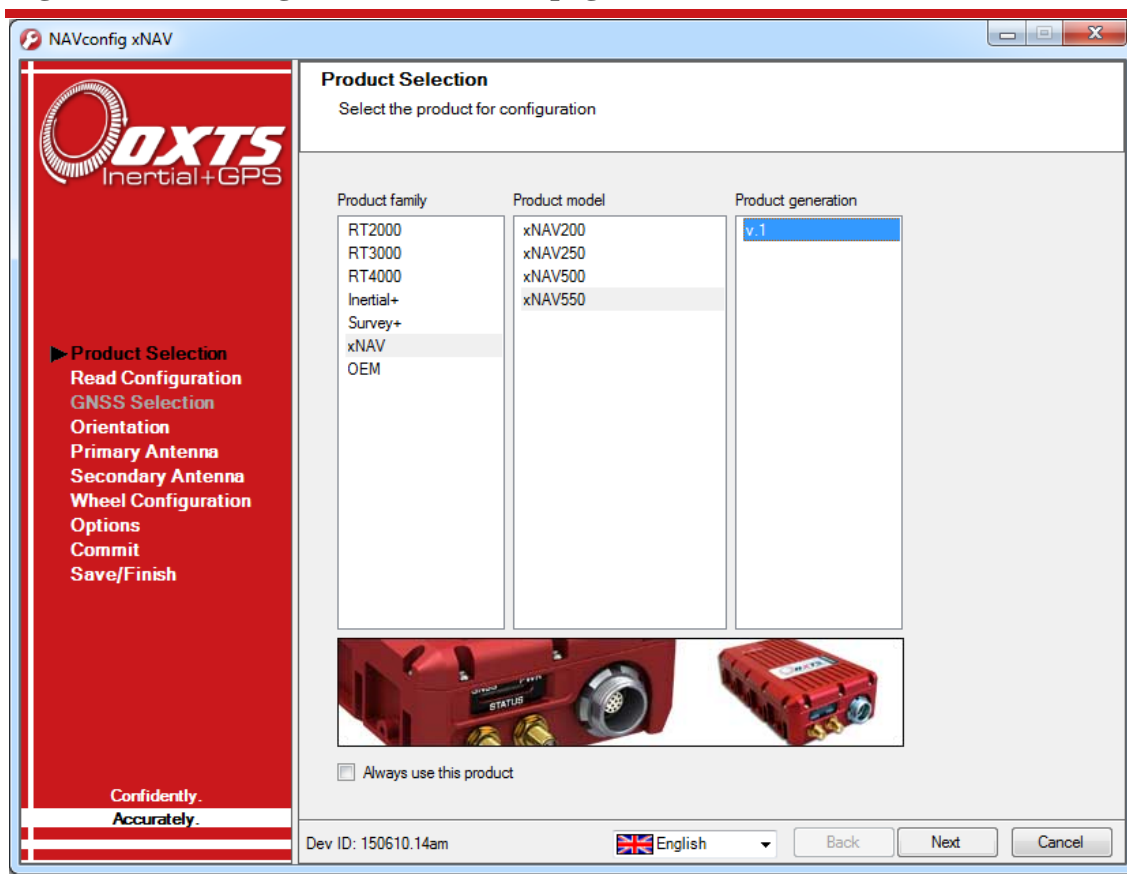 NAVconfig xNAV
OXTS
Inertial+GPS
Product Selection
Read Configuration
GNSS Selection
Orientation
Primary Antenna
Secondary Antenna
Wheel Configuration
Options
Commit
Save/Finish
Confidently.
Accurately.
Product Selection
Select the product for configuration
Product family
RT2000
RT3000
RT4000
Inertial+
Survey+
xNAV
OEM
Product model
xNAV200
xNAV250
xNAV500
xNAV550
Product generation
v.1
GNSS PWR
STATUS
OXTS
Always use this product
Dev ID: 150610.14am
English
Back
Next
Cancel